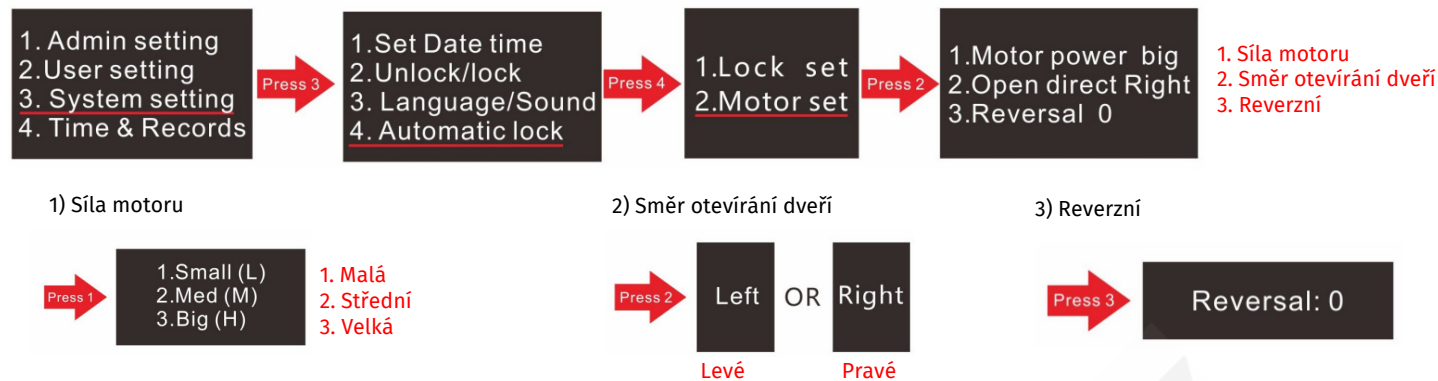 1. Admin setting
2.User setting
3. System setting
4. Time & Records
Press 3
1.Set Date time
2.Unlock/lock
3. Language/Sound
4. Automatic lock
Press 4
1.Lock set
2.Motor set
Press 2
1.Motor power big
2.Open direct Right
3.Reversal 0
1. Síla motoru
2. Směr otevírání dveří
3. Reverzní
1) Síla motoru
Press 1
1.Small (L)
2.Med (M)
3.Big (H)
1. Malá
2. Střední
3. Velká
2) Směr otevírání dveří
Press 2
Left OR Right
Levé Pravé
3) Reverzní
Press 3
Reversal: 0